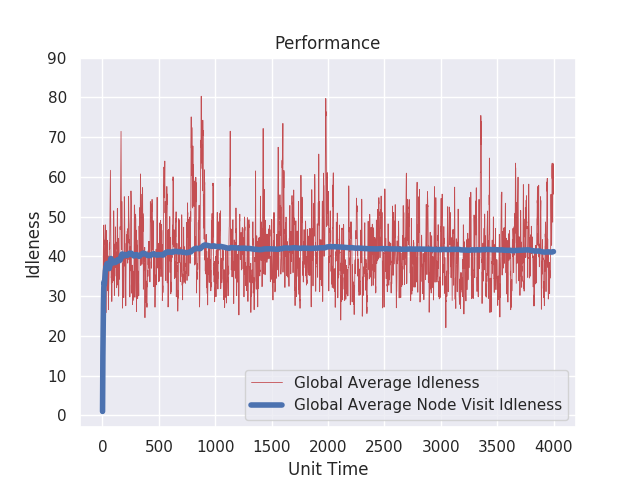 Performance
90
80
70
60
50
40
30
20
10
0
Idleness
0 500 1000 1500 2000 2500 3000 3500 4000
Unit Time
Global Average Idleness
Global Average Node Visit Idleness